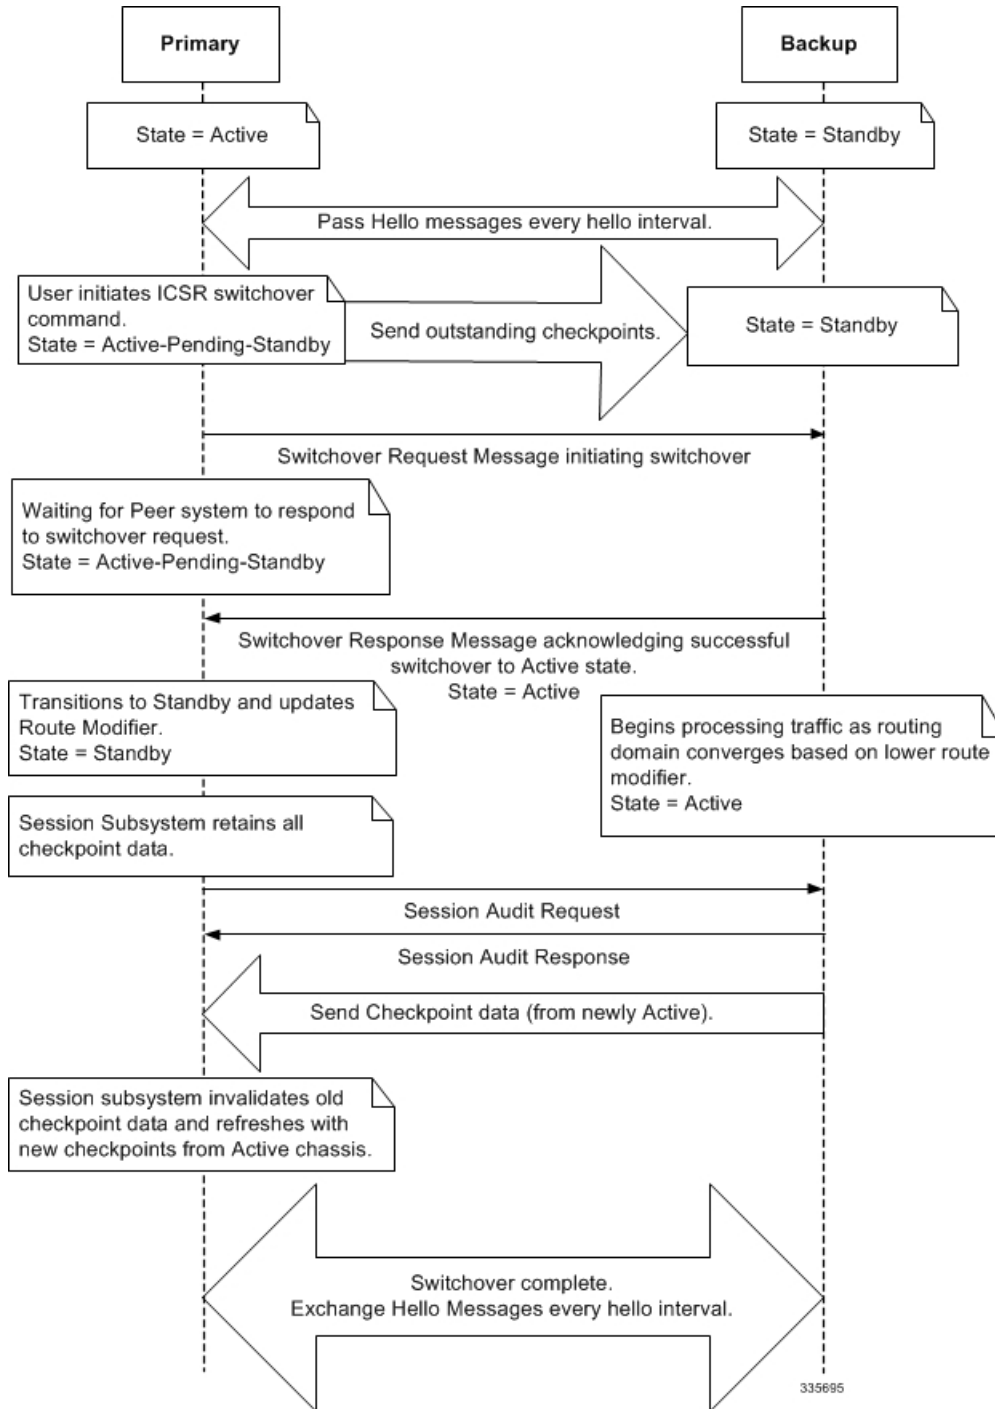 Primary
Backup
State = Active
State = Standby
Pass Hello messages every hello interval.
User initiates ICSR switchover
command.
State = Active-Pending-Standby
Send outstanding checkpoints.
State = Standby
Switchover Request Message initiating switchover
Waiting for Peer system to respond
to switchover request.
State = Active-Pending-Standby
Switchover Response Message acknowledging successful
switchover to Active state.
State = Active
Transitions to Standby and updates
Route Modifier.
State = Standby
Begins processing traffic as routing
domain converges based on lower route
modifier.
State = Active
Session Subsystem retains all
checkpoint data.
Session Audit Request
Session Audit Response
Send Checkpoint data (from newly Active).
Session subsystem invalidates old
checkpoint data and refreshes with
new checkpoints from Active chassis.
Switchover complete.
Exchange Hello Messages every hello interval.
335695